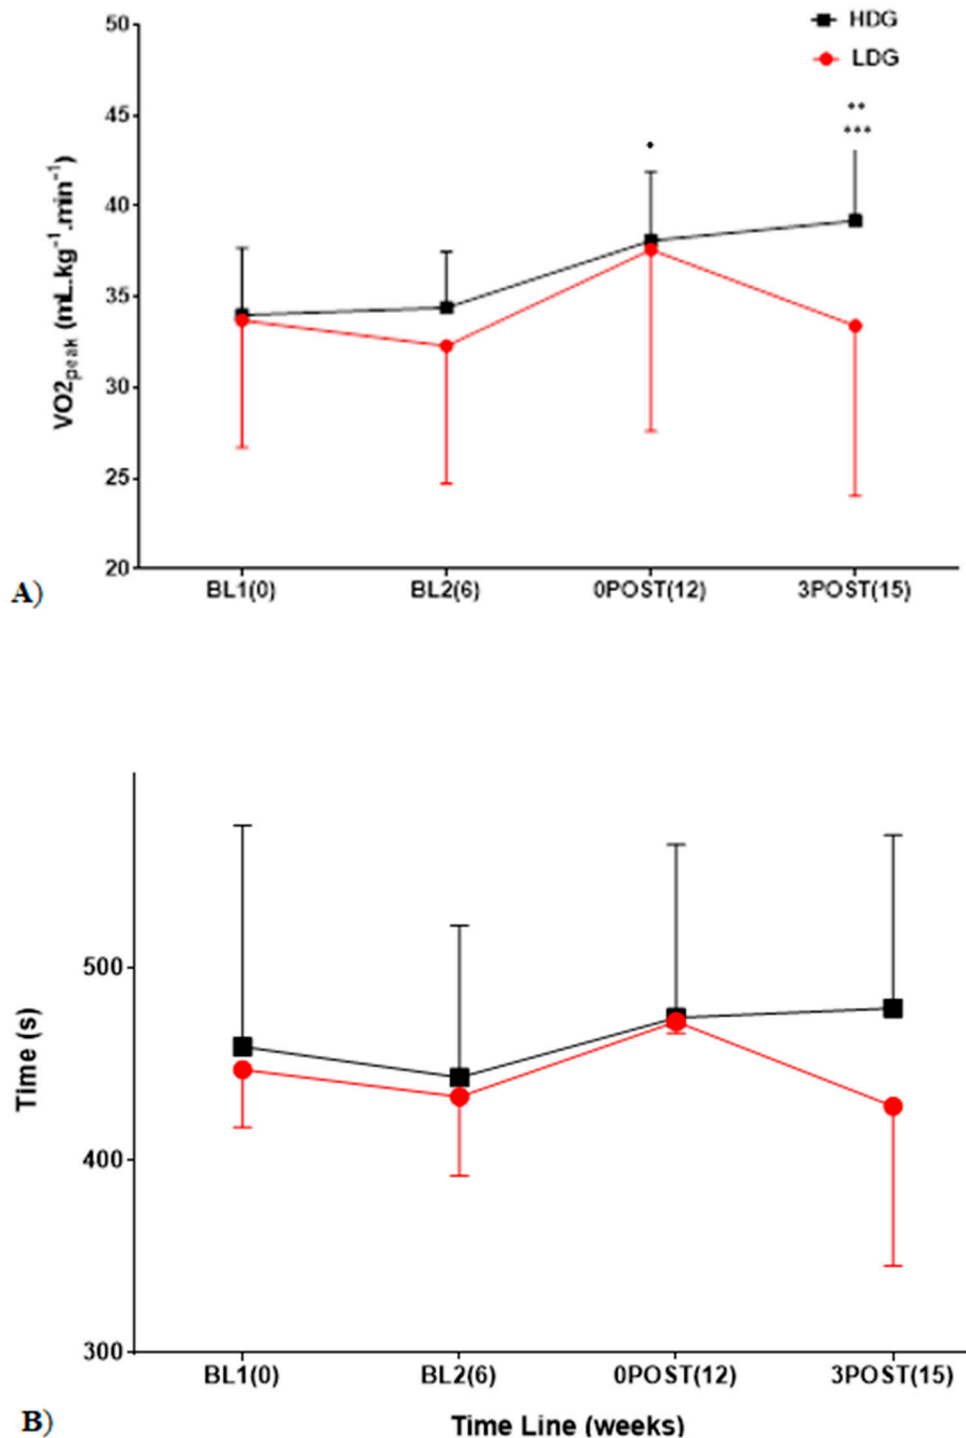 50
HDG
LDG
45
**
***
*
40
35
30
25
20
VO2peak (mL.kg⁻¹.min⁻¹)
BL1(0) BL2(6) 0POST(12) 3POST(15)
A)
500
400
300
Time (s)
BL1(0) BL2(6) 0POST(12) 3POST(15)
B)
Time Line (weeks)